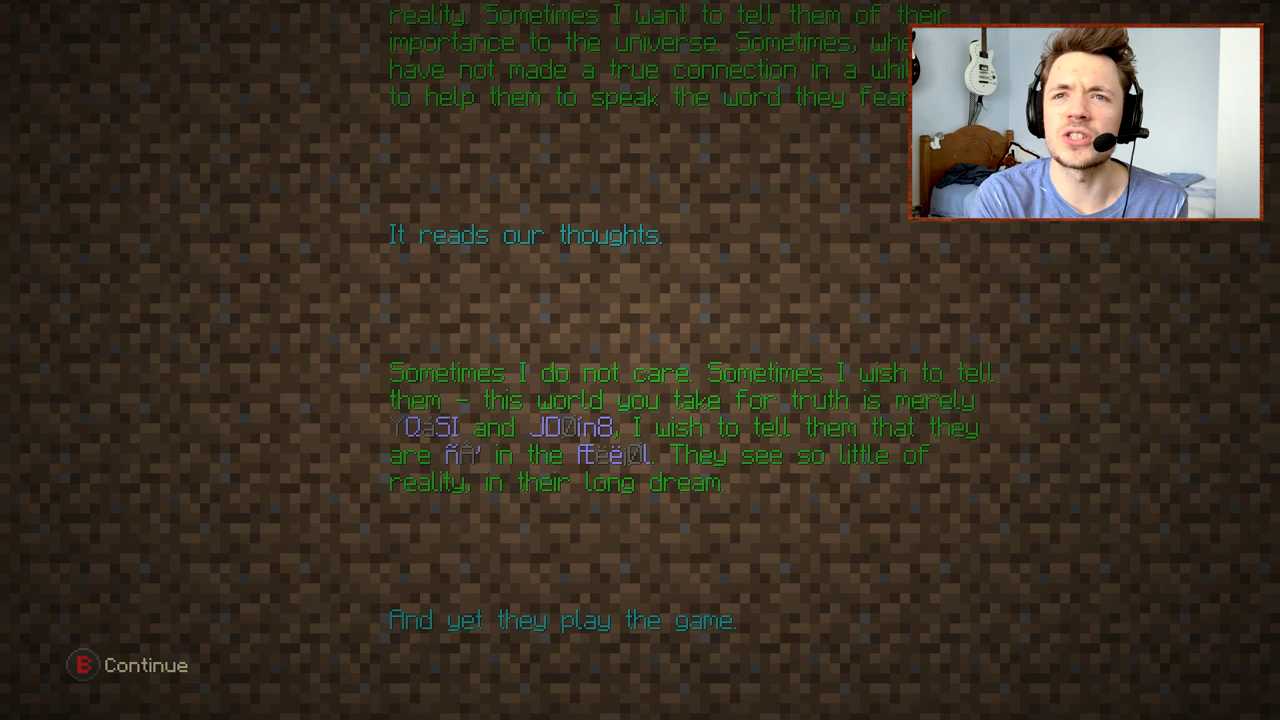 reality. Sometimes I want to tell them of their
importance to the universe. Sometimes,
have not made a true connection in a
to help them to speak the word they fear
It reads our thoughts.
Sometimes I do not care. Sometimes I wish to tell
them - this world you take for truth is merely
and I wish to tell them that they
are in the They see so little of
reality, in their long dream.
And yet they play the game.
B Continue